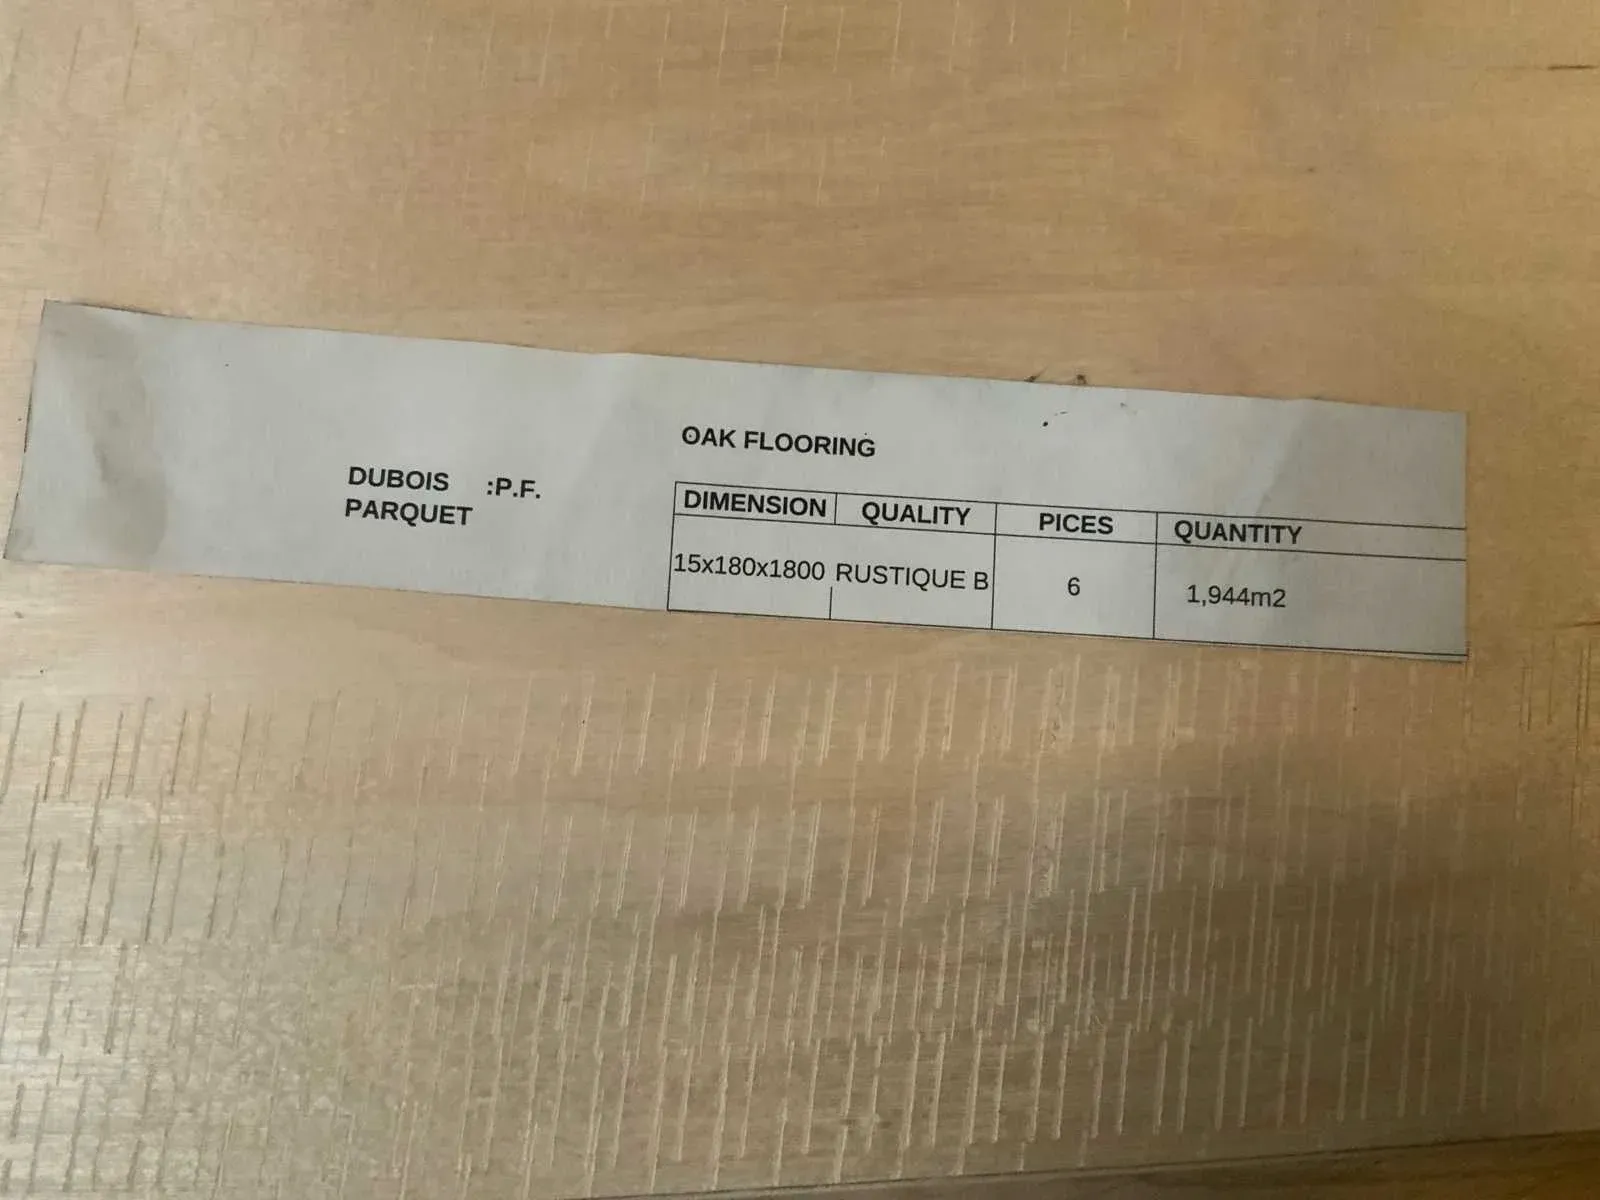 OAK FLOORING
DUBOIS :P.F.
PARQUET
DIMENSION QUALITY PICES QUANTITY
15x180x1800 RUSTIQUE B 6 1,944m2